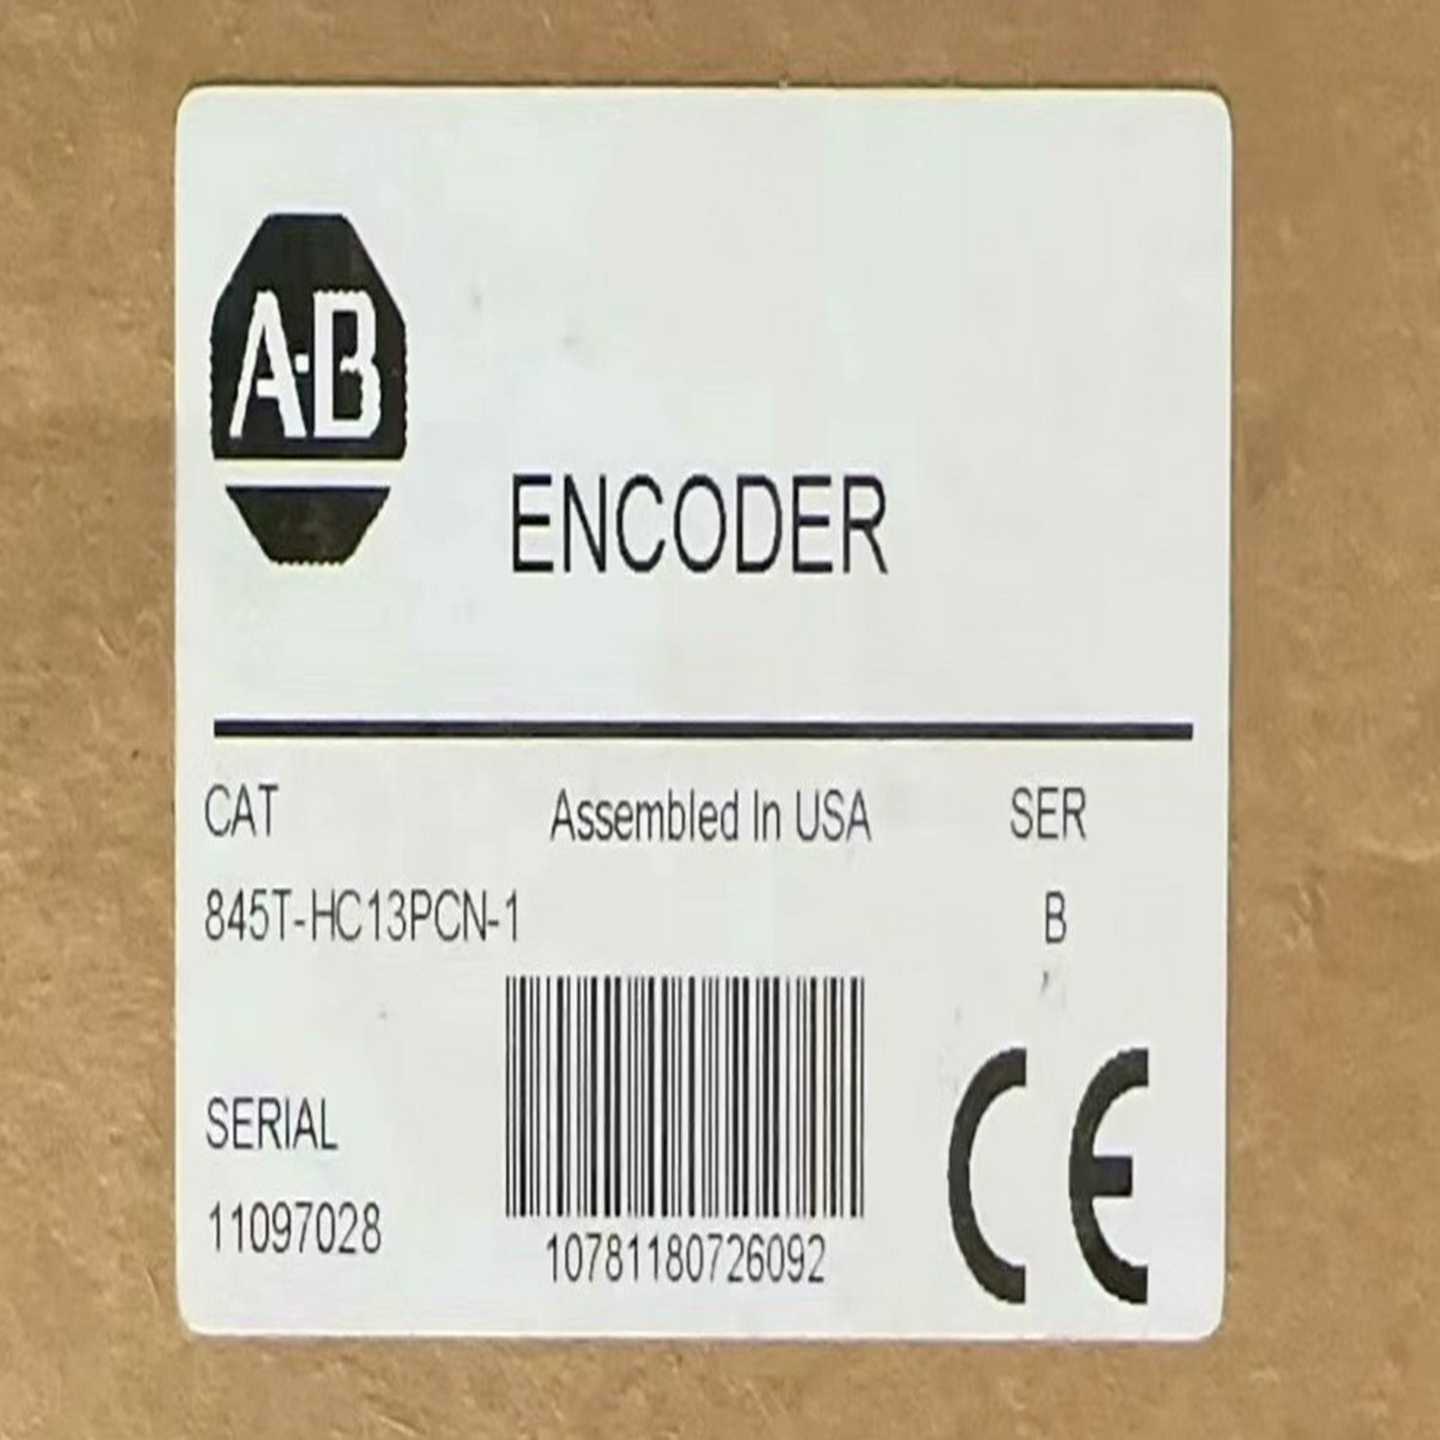 A-B
ENCODER
CAT Assembled In USA SER
845T-HC13PCN-1 B
SERIAL
11097028
10781180726092
CE